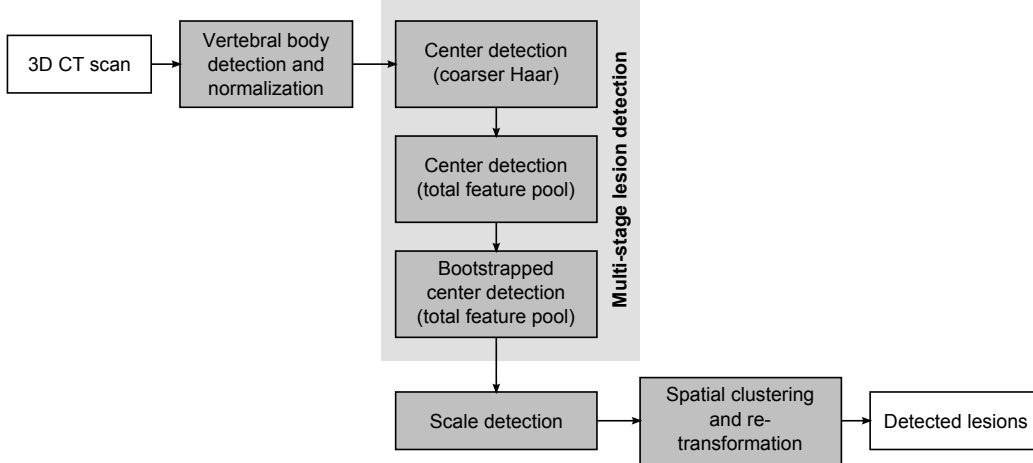 3D CT scan
Vertebral body
detection and
normalization
Center detection
(coarser Haar)
Center detection
(total feature pool)
Bootstrapped
center detection
(total feature pool)
Multi-stage lesion detection
Scale detection
Spatial clustering
and re-
transformation
Detected lesions